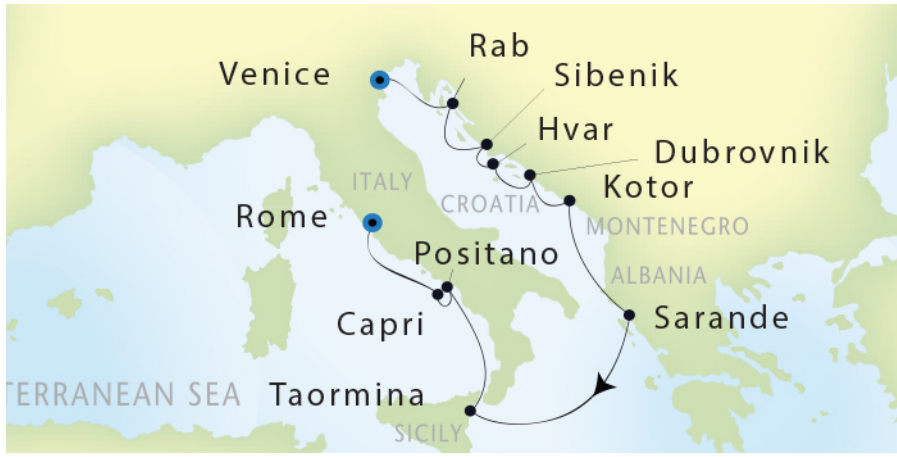 Rab
Venice
Sibenik
Hvar
Dubrovnik
ITALY
Kotor
CROATIA
Rome
MONTENEGRO
Positano
ALBANIA
Capri
Sarande
TERRANEAN SEA
Taormina
SICILY